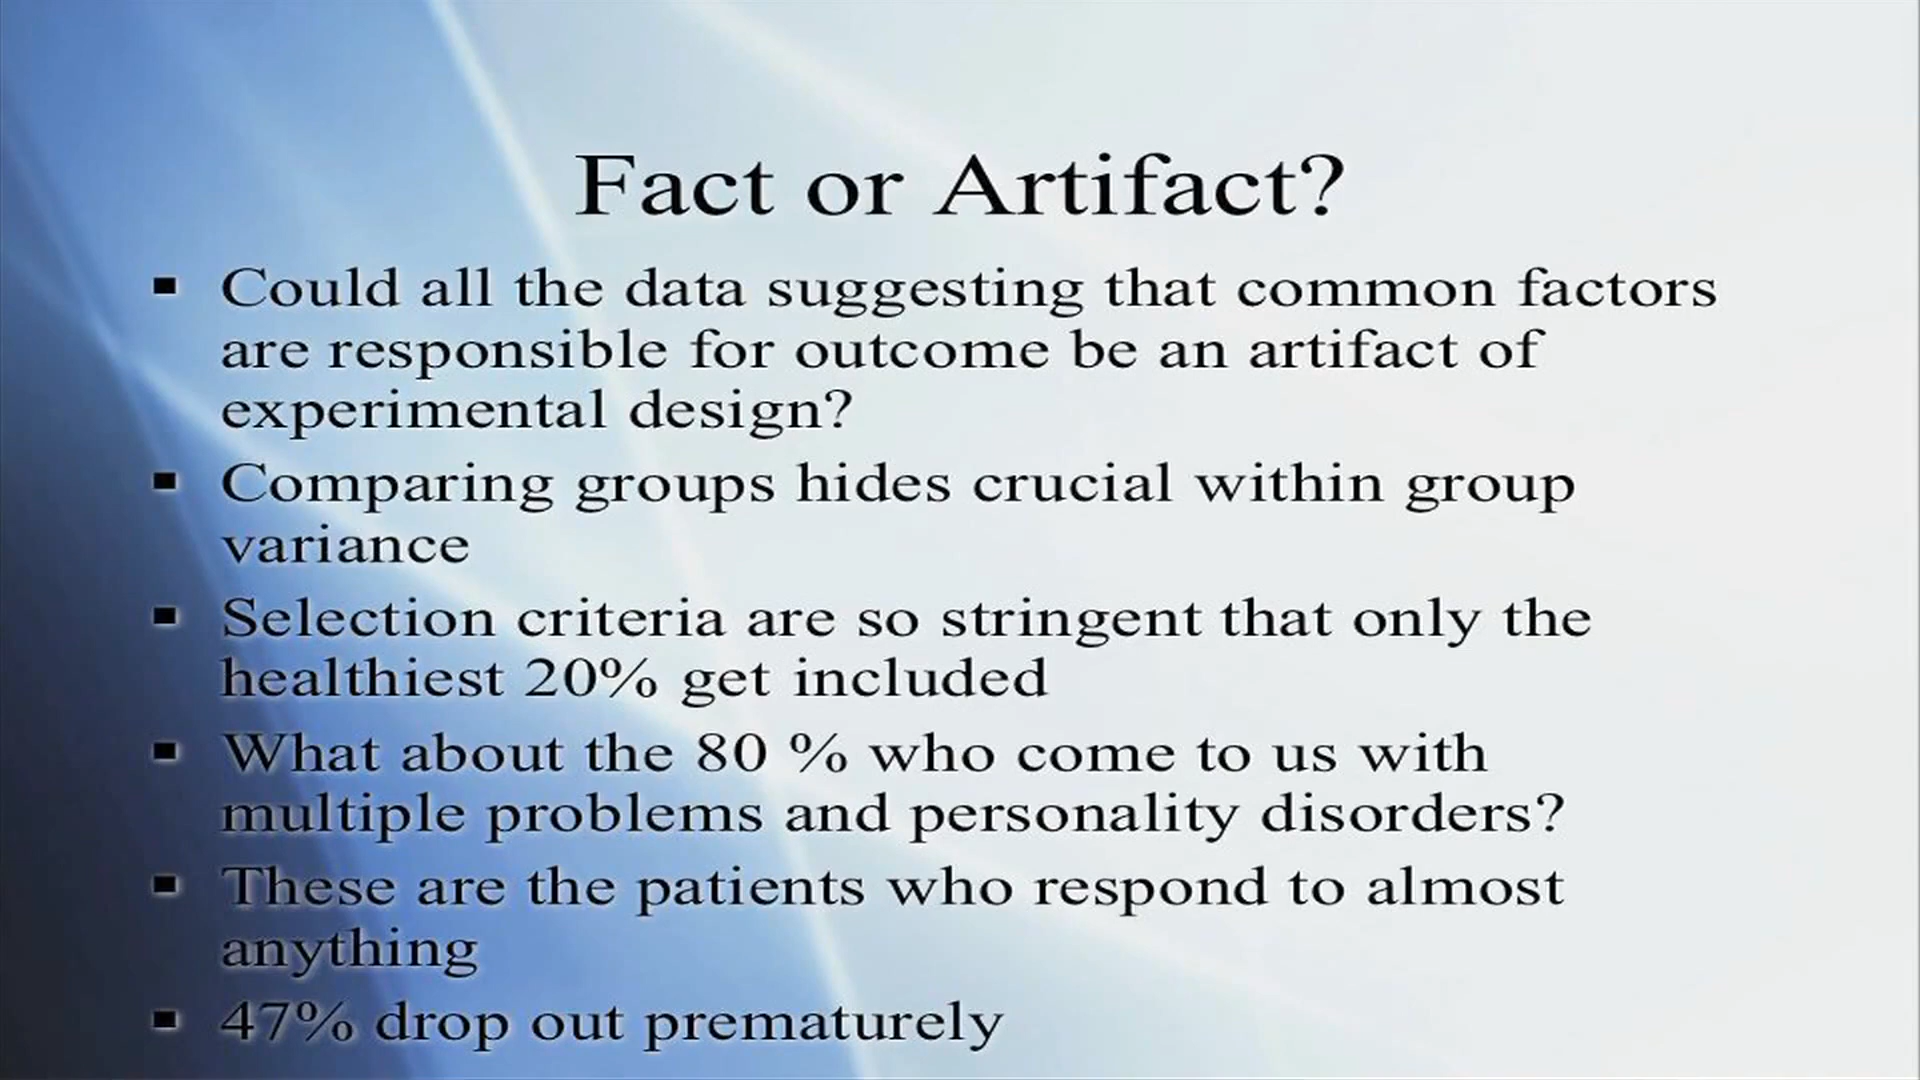 Fact or Artifact?
▪ Could all the data suggesting that common factors
are responsible for outcome be an artifact of
experimental design?
▪ Comparing groups hides crucial within group
variance
▪ Selection criteria are so stringent that only the
healthiest 20% get included
▪ What about the 80 % who come to us with
multiple problems and personality disorders?
▪ These are the patients who respond to almost
anything
▪ 47% drop out prematurely